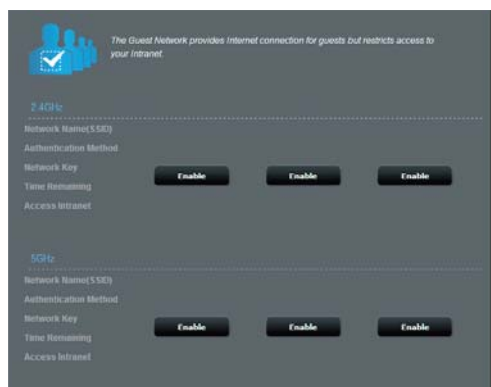 The Guest Network provides Internet connection for guests but restricts access to
your Intranet.
2.4GHz
Network Name(SSID)
Authentication Method
Network Key
Enable Enable Enable
Time Remaining
Access Intranet
5GHz
Network Name(SSID)
Authentication Method
Network Key
Enable Enable Enable
Time Remaining
Access Intranet